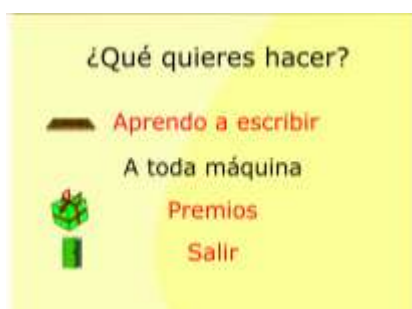 ¿Qué quieres hacer?
Aprendo a escribir
A toda máquina
Premios
Salir